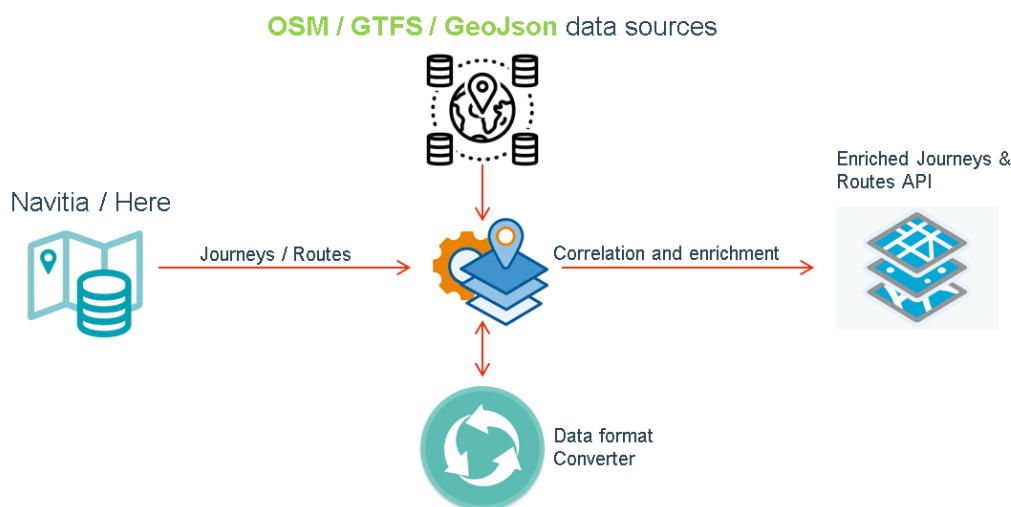 OSM / GTFS / GeoJson data sources
Enriched Journeys &
Routes API
Navitia / Here
Journeys / Routes
Correlation and enrichment
Data format
Converter